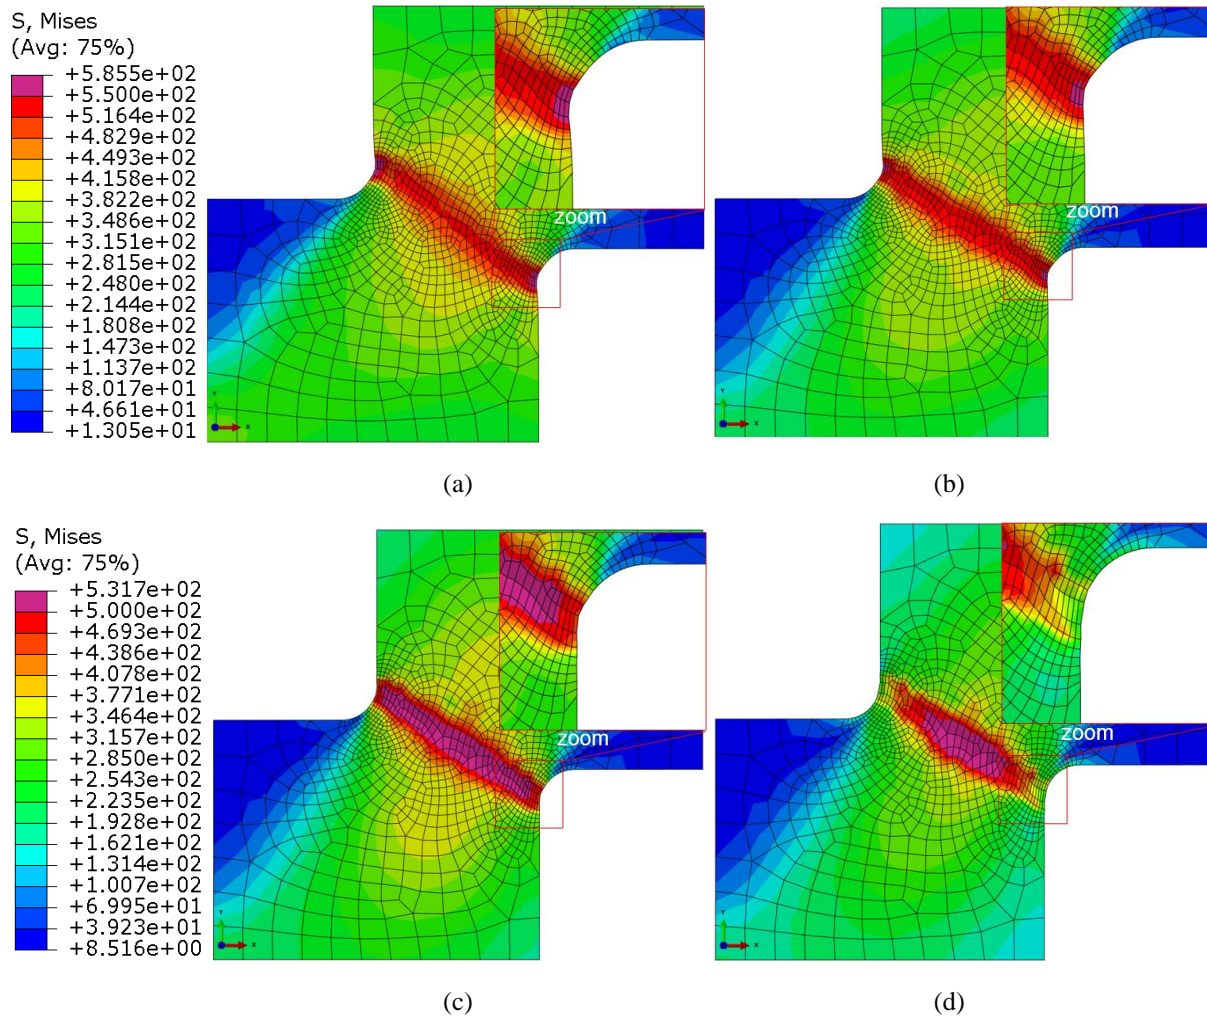 S, Mises
(Avg: 75%)
+5.855e+02
+5.500e+02
+5.164e+02
+4.829e+02
+4.493e+02
+4.158e+02
+3.822e+02
+3.486e+02
+3.151e+02
+2.815e+02
+2.480e+02
+2.144e+02
+1.808e+02
+1.473e+02
+1.137e+02
+8.017e+01
+4.661e+01
+1.305e+01
zoom
Y
X
zoom
Y
X
(a)
(b)
S, Mises
(Avg: 75%)
+5.317e+02
+5.000e+02
+4.693e+02
+4.386e+02
+4.078e+02
+3.771e+02
+3.464e+02
+3.157e+02
+2.850e+02
+2.543e+02
+2.235e+02
+1.928e+02
+1.621e+02
+1.314e+02
+1.007e+02
+6.995e+01
+3.923e+01
+8.516e+00
zoom
Y
X
zoom
Y
X
(c)
(d)